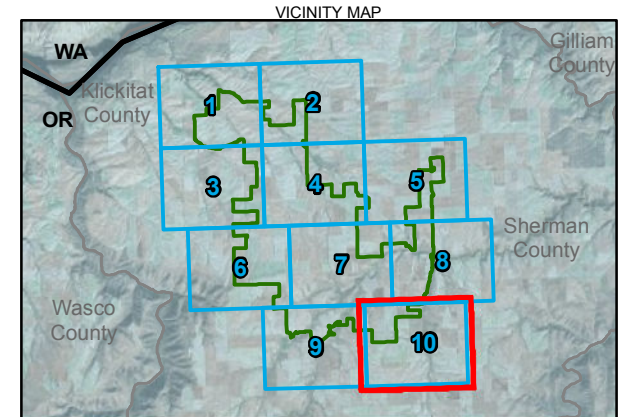 VICINITY MAP
WA
Gilliam
County
Klickitat
County
OR
1
2
3
4
5
Sherman
County
6
7
8
Wasco
County
9
10